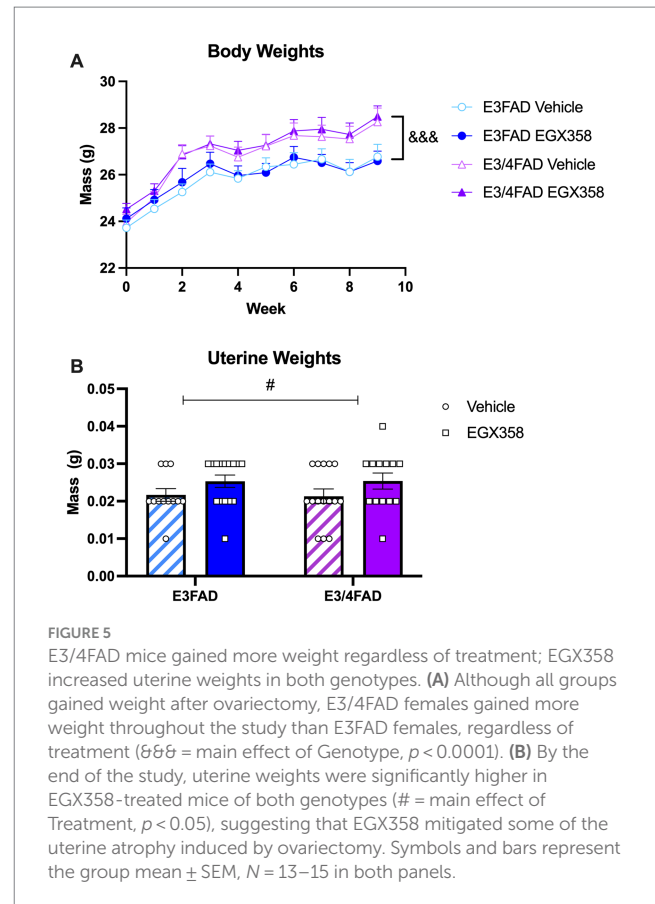 Body Weights
A
30
28
26
24
22
Mass (g)
0
2
4
6
8
10
Week
&&&
E3FAD Vehicle
E3FAD EGX358
E3/4FAD Vehicle
E3/4FAD EGX358
Uterine Weights
B
#
0.05
0.04
0.03
0.02
0.01
0.00
Mass (g)
E3FAD
E3/4FAD
Vehicle
EGX358
FIGURE 5
E3/4FAD mice gained more weight regardless of treatment; EGX358
increased uterine weights in both genotypes. (A) Although all groups
gained weight after ovariectomy, E3/4FAD females gained more
weight throughout the study than E3FAD females, regardless of
treatment (&&& = main effect of Genotype, p < 0.0001). (B) By the
end of the study, uterine weights were significantly higher in
EGX358-treated mice of both genotypes (# = main effect of
Treatment, p < 0.05), suggesting that EGX358 mitigated some of the
uterine atrophy induced by ovariectomy. Symbols and bars represent
the group mean ± SEM, N = 13–15 in both panels.